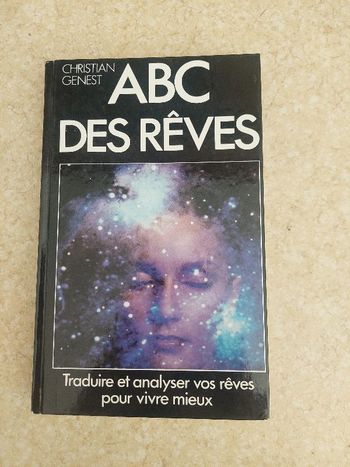 CHRISTIAN
GENEST
ABC
DES RÊVES
Traduire et analyser vos rêves
pour vivre mieux